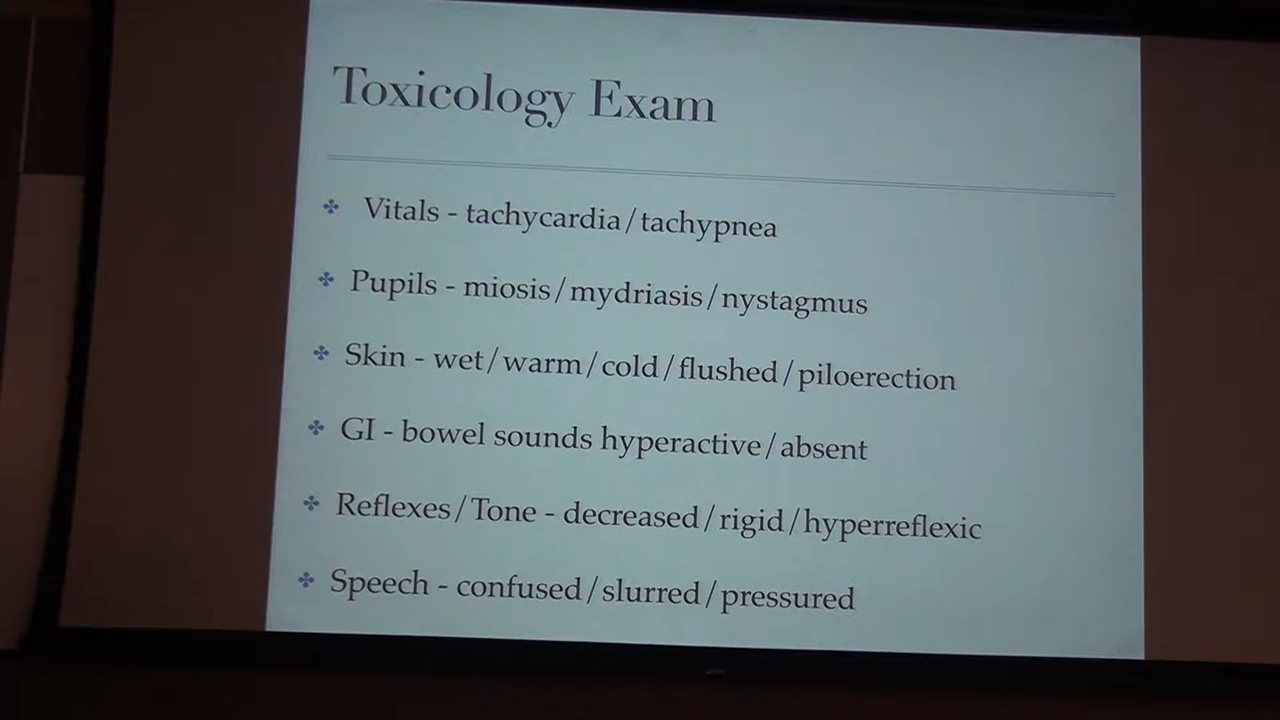 Toxicology Exam
Vitals - tachycardia/tachypnea
Pupils - miosis/mydriasis/nystagmus
Skin - wet/warm/cold/flushed/piloerection
GI - bowel sounds hyperactive/absent
Reflexes/Tone - decreased/rigid/hyperreflexic
Speech - confused/slurred/pressured